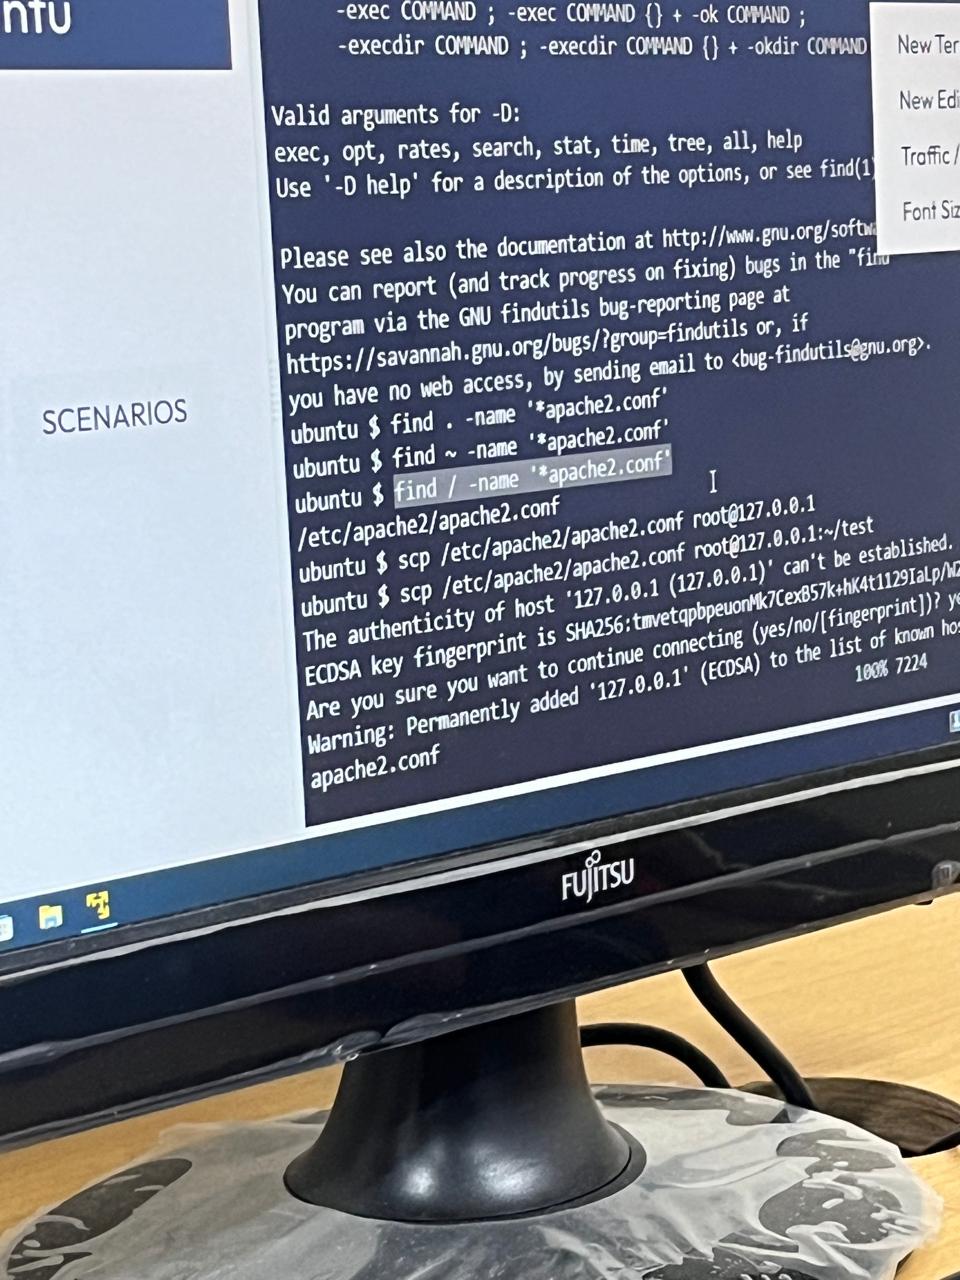 ntu
-exec COMMAND ; -exec COMMAND {} + -ok COMMAND ;
-execdir COMMAND ; -execdir COMMAND {} + -okdir COMMAND
New Ter
New Edi
Traffic /
Font Siz
Valid arguments for -D:
exec, opt, rates, search, stat, time, tree, all, help
Use '-D help' for a description of the options, or see find(1)
Please see also the documentation at http://www.gnu.org/softwa
You can report (and track progress on fixing) bugs in the "find"
program via the GNU findutils bug-reporting page at
https://savannah.gnu.org/bugs/?group=findutils or, if
you have no web access, by sending email to <bug-findutils@gnu.org>.
SCENARIOS
ubuntu $ find . -name '*apache2.conf'
ubuntu $ find ~ -name '*apache2.conf'
ubuntu $ find / -name '*apache2.conf'
/etc/apache2/apache2.conf
ubuntu $ scp /etc/apache2/apache2.conf root@127.0.0.1
ubuntu $ scp /etc/apache2/apache2.conf root@127.0.0.1:~/test
The authenticity of host '127.0.0.1 (127.0.0.1)' can't be established.
ECDSA key fingerprint is
Are you sure you want to continue connecting (yes/no/[fingerprint])? ye
Warning: Permanently added '127.0.0.1' (ECDSA) to the list of known hos
apache2.conf 100% 7224
FUJITSU